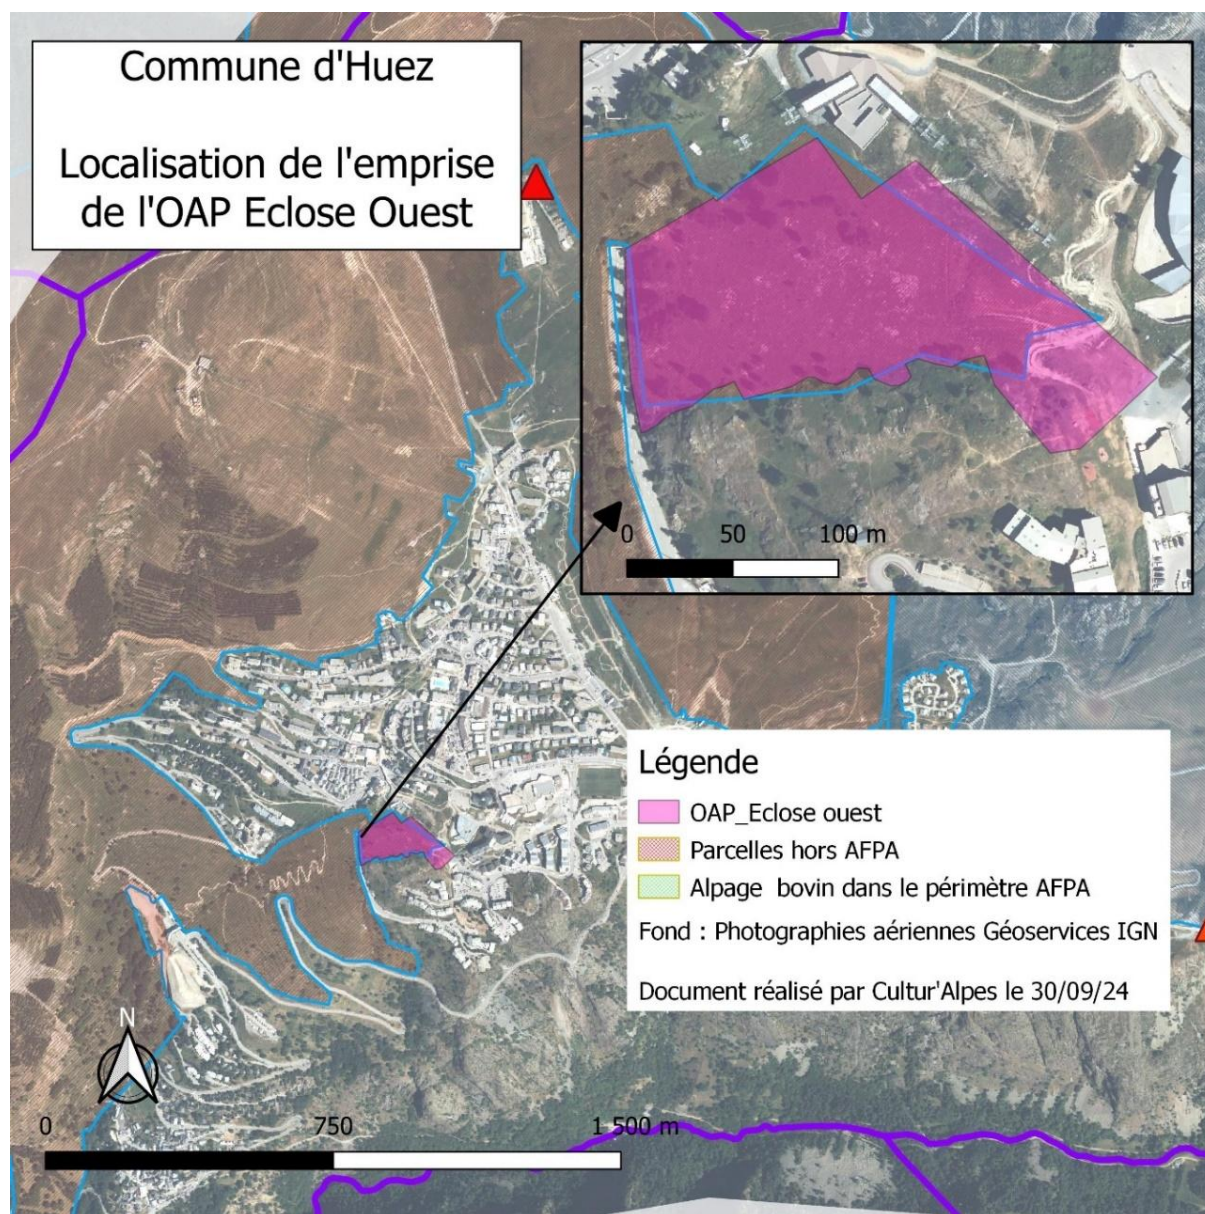 Commune d'Huez
Localisation de l'emprise
de l'OAP Eclose Ouest
0 50 100 m
Légende
OAP_Eclose ouest
Parcelles hors AFPA
Alpage bovin dans le périmètre AFPA
Fond : Photographies aériennes Géoservices IGN
Document réalisé par Cultur'Alpes le 30/09/24
N
0 750 1 500 m